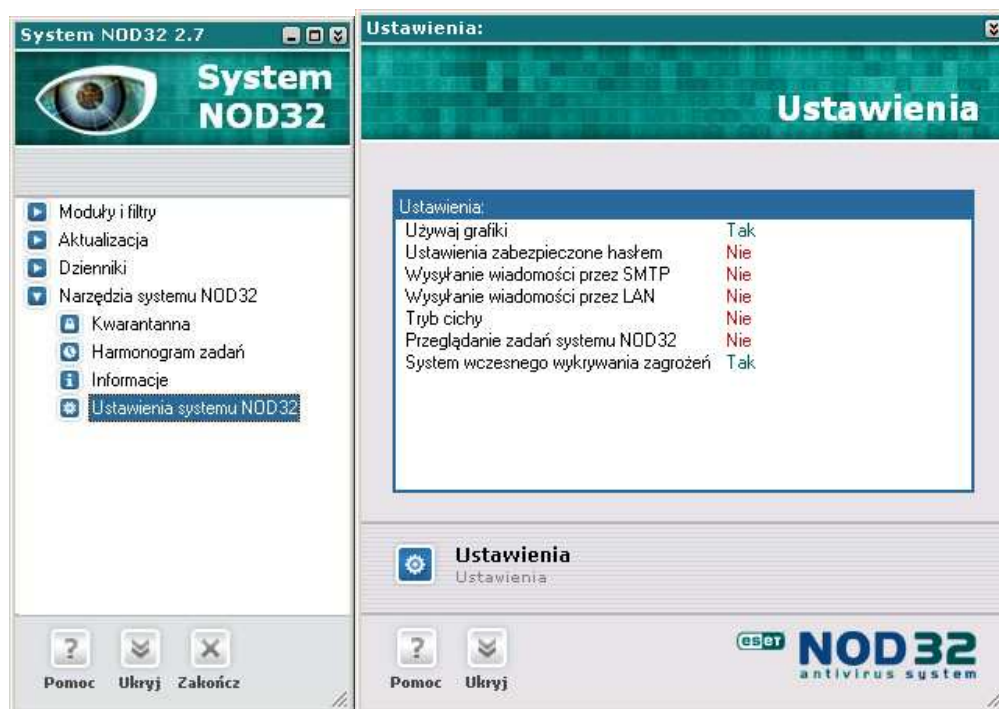 System NOD32 2.7
System
NOD32
Moduły i filtry
Aktualizacja
Dzienniki
Narzędzia systemu NOD32
Kwarantanna
Harmonogram zadań
Informacje
Ustawienia systemu NOD32
Pomoc Ukryj Zakończ
Ustawienia:
Ustawienia
Ustawienia:
Używaj grafiki Tak
Ustawienia zabezpieczone hasłem Nie
Wysyłanie wiadomości przez SMTP Nie
Wysyłanie wiadomości przez LAN Nie
Tryb cichy Nie
Przeglądanie zadań systemu NOD32 Nie
System wczesnego wykrywania zagrożeń Tak
Ustawienia
Ustawienia
Pomoc Ukryj
eset NOD32
antivirus system